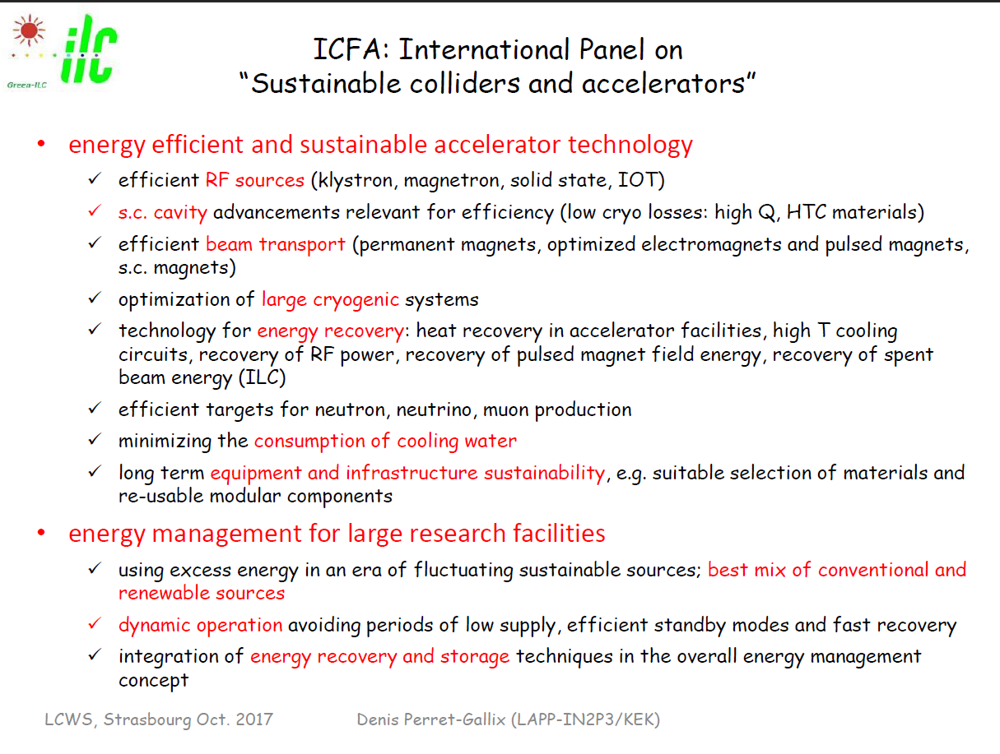 ilc
Green-ILC
ICFA: International Panel on
“Sustainable colliders and accelerators”
• energy efficient and sustainable accelerator technology
✓ efficient RF sources (klystron, magnetron, solid state, IOT)
✓ s.c. cavity advancements relevant for efficiency (low cryo losses: high Q, HTC materials)
✓ efficient beam transport (permanent magnets, optimized electromagnets and pulsed magnets,
s.c. magnets)
✓ optimization of large cryogenic systems
✓ technology for energy recovery: heat recovery in accelerator facilities, high T cooling
circuits, recovery of RF power, recovery of pulsed magnet field energy, recovery of spent
beam energy (ILC)
✓ efficient targets for neutron, neutrino, muon production
✓ minimizing the consumption of cooling water
✓ long term equipment and infrastructure sustainability, e.g. suitable selection of materials and
re-usable modular components
• energy management for large research facilities
✓ using excess energy in an era of fluctuating sustainable sources; best mix of conventional and
renewable sources
✓ dynamic operation avoiding periods of low supply, efficient standby modes and fast recovery
✓ integration of energy recovery and storage techniques in the overall energy management
concept
LCWS, Strasbourg Oct. 2017
Denis Perret-Gallix (LAPP-IN2P3/KEK)